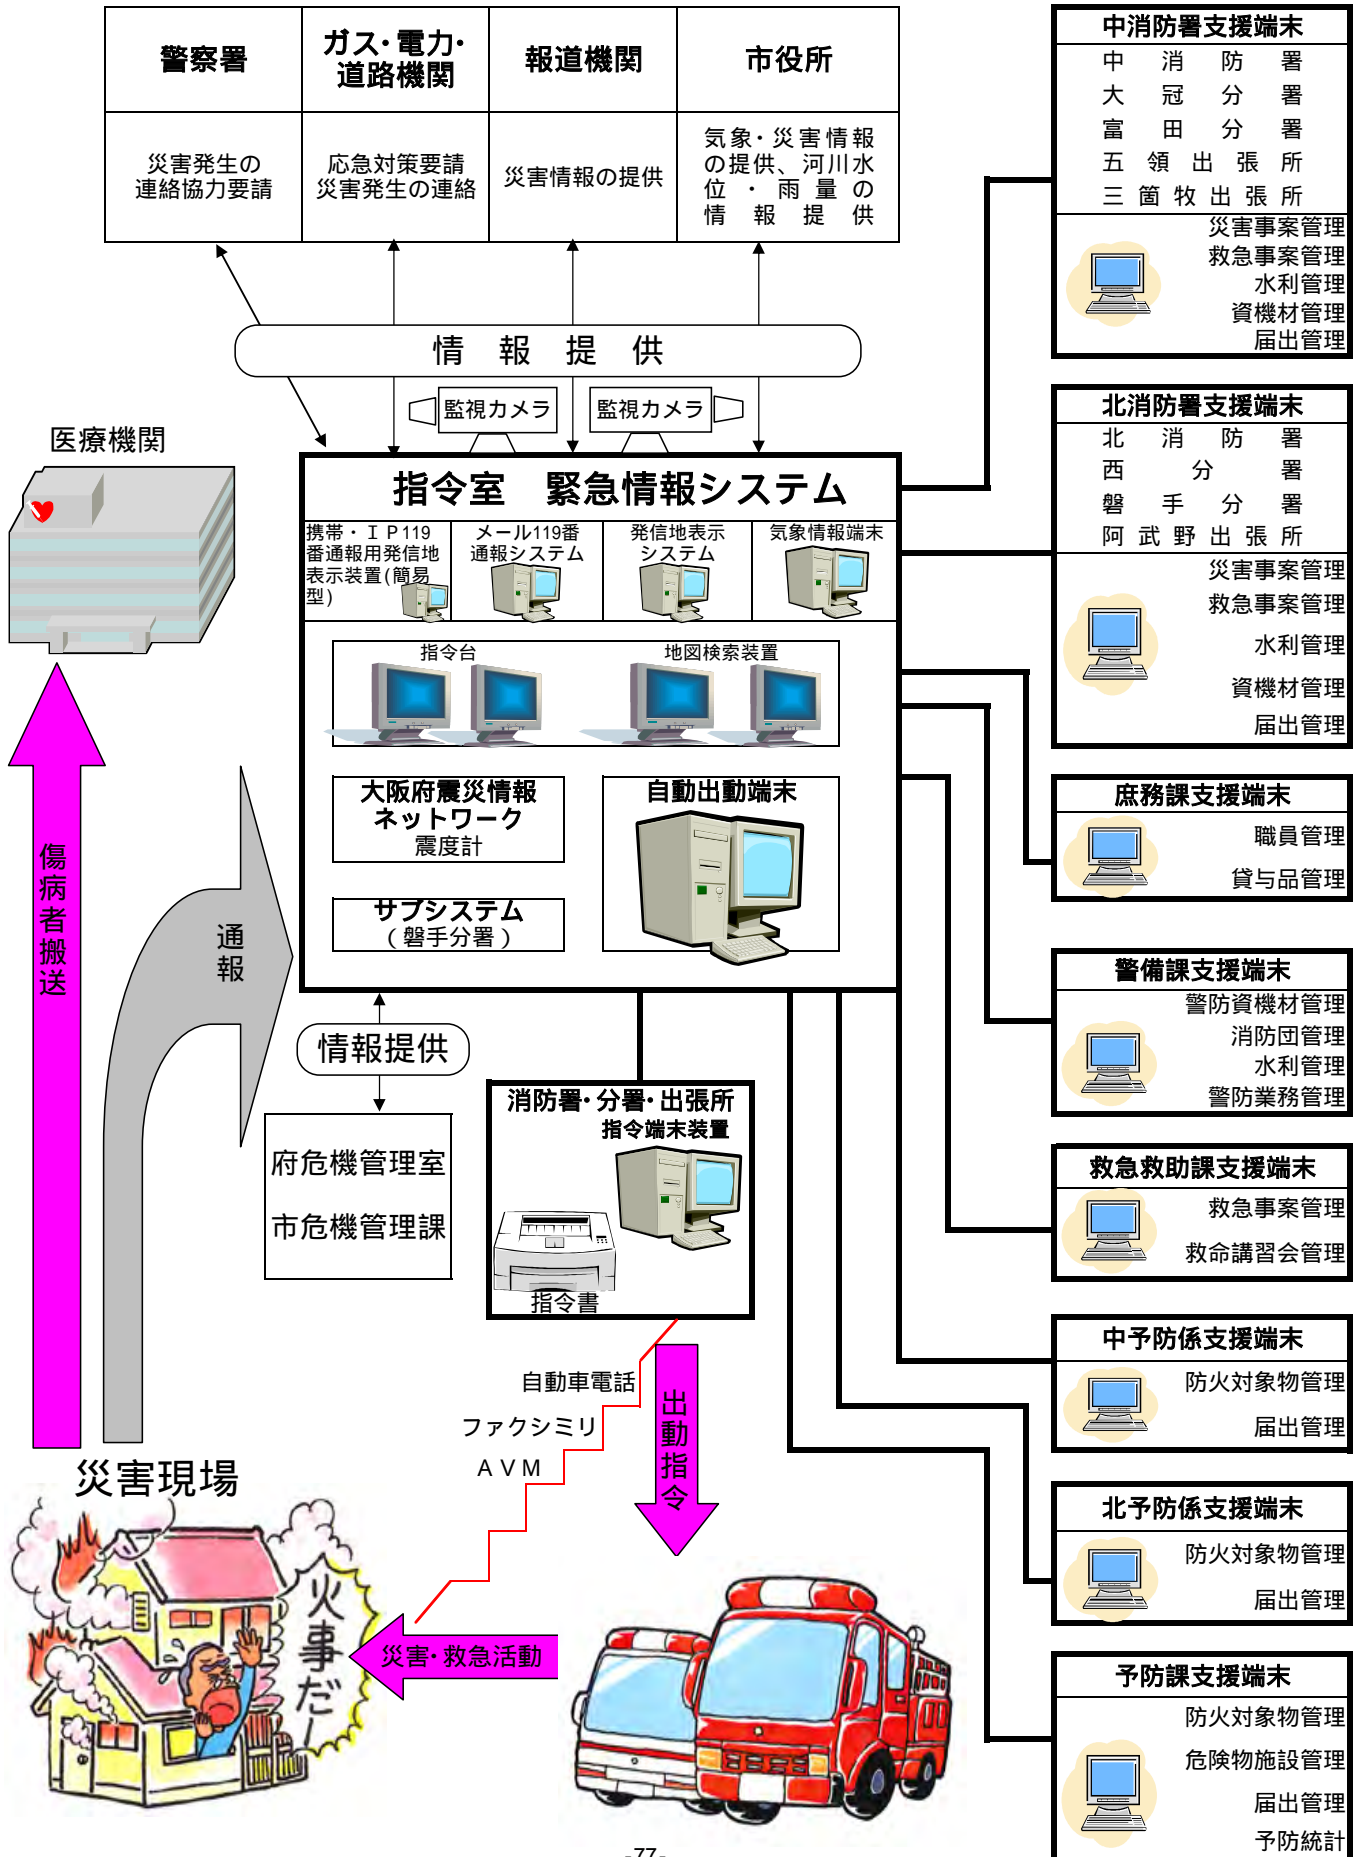 警察署
ガス・電力・
道路機関
報道機関
市役所
災害発生の
連絡協力要請
応急対策要請
災害発生の連絡
災害情報の提供
気象・災害情報
の提供、河川水
位・雨量の
情報提供
情報提供
監視カメラ
監視カメラ
医療機関
指令室　緊急情報システム
携帯・ＩＰ119
番通報用発信地
表示装置(簡易
型)
メール119番
通報システム
発信地表示
システム
気象情報端末
指令台
地図検索装置
大阪府震災情報
ネットワーク
震度計
自動出動端末
サブシステム
（磐手分署）
傷病者搬送
通報
情報提供
府危機管理室
市危機管理課
消防署・分署・出張所
指令端末装置
指令書
自動車電話
ファクシミリ
ＡＶＭ
出動指令
災害現場
火事だー
災害・救急活動
中消防署支援端末
中消防署
大冠分署
富田分署
五領出張所
三箇牧出張所
災害事案管理
救急事案管理
水利管理
資機材管理
届出管理
北消防署支援端末
北消防署
西分署
磐手分署
阿武野出張所
災害事案管理
救急事案管理
水利管理
資機材管理
届出管理
庶務課支援端末
職員管理
貸与品管理
警備課支援端末
警防資機材管理
消防団管理
水利管理
警防業務管理
救急救助課支援端末
救急事案管理
救命講習会管理
中予防係支援端末
防火対象物管理
届出管理
北予防係支援端末
防火対象物管理
届出管理
予防課支援端末
防火対象物管理
危険物施設管理
届出管理
予防統計
-77-